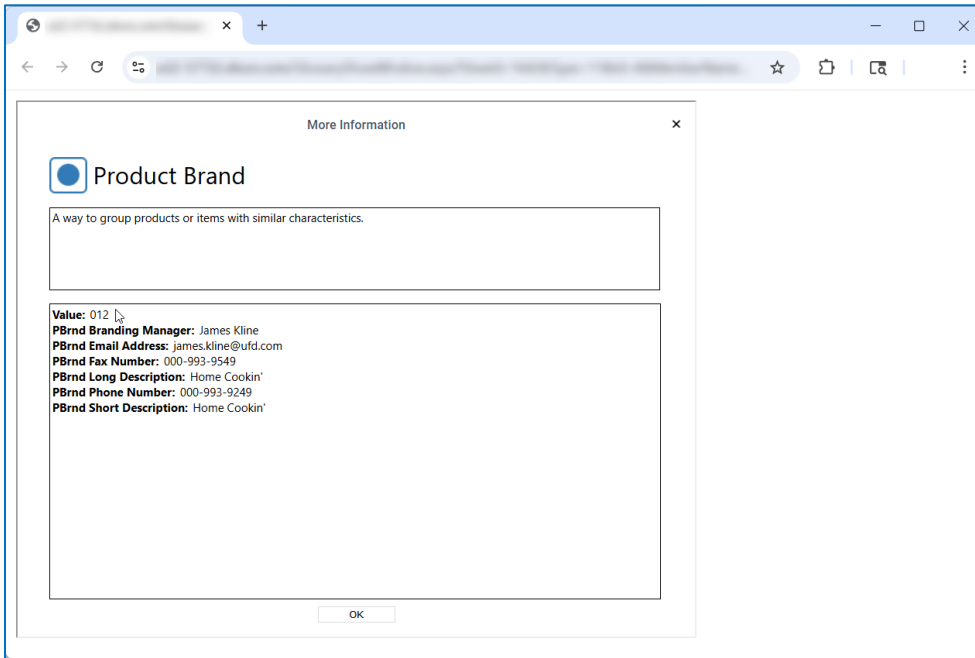 More Information
Product Brand
A way to group products or items with similar characteristics.
Value: 012
PBrnd Branding Manager: James Kline
PBrnd Email Address: james.kline@ufd.com
PBrnd Fax Number: 000-993-9549
PBrnd Long Description: Home Cookin'
PBrnd Phone Number: 000-993-9249
PBrnd Short Description: Home Cookin'
OK